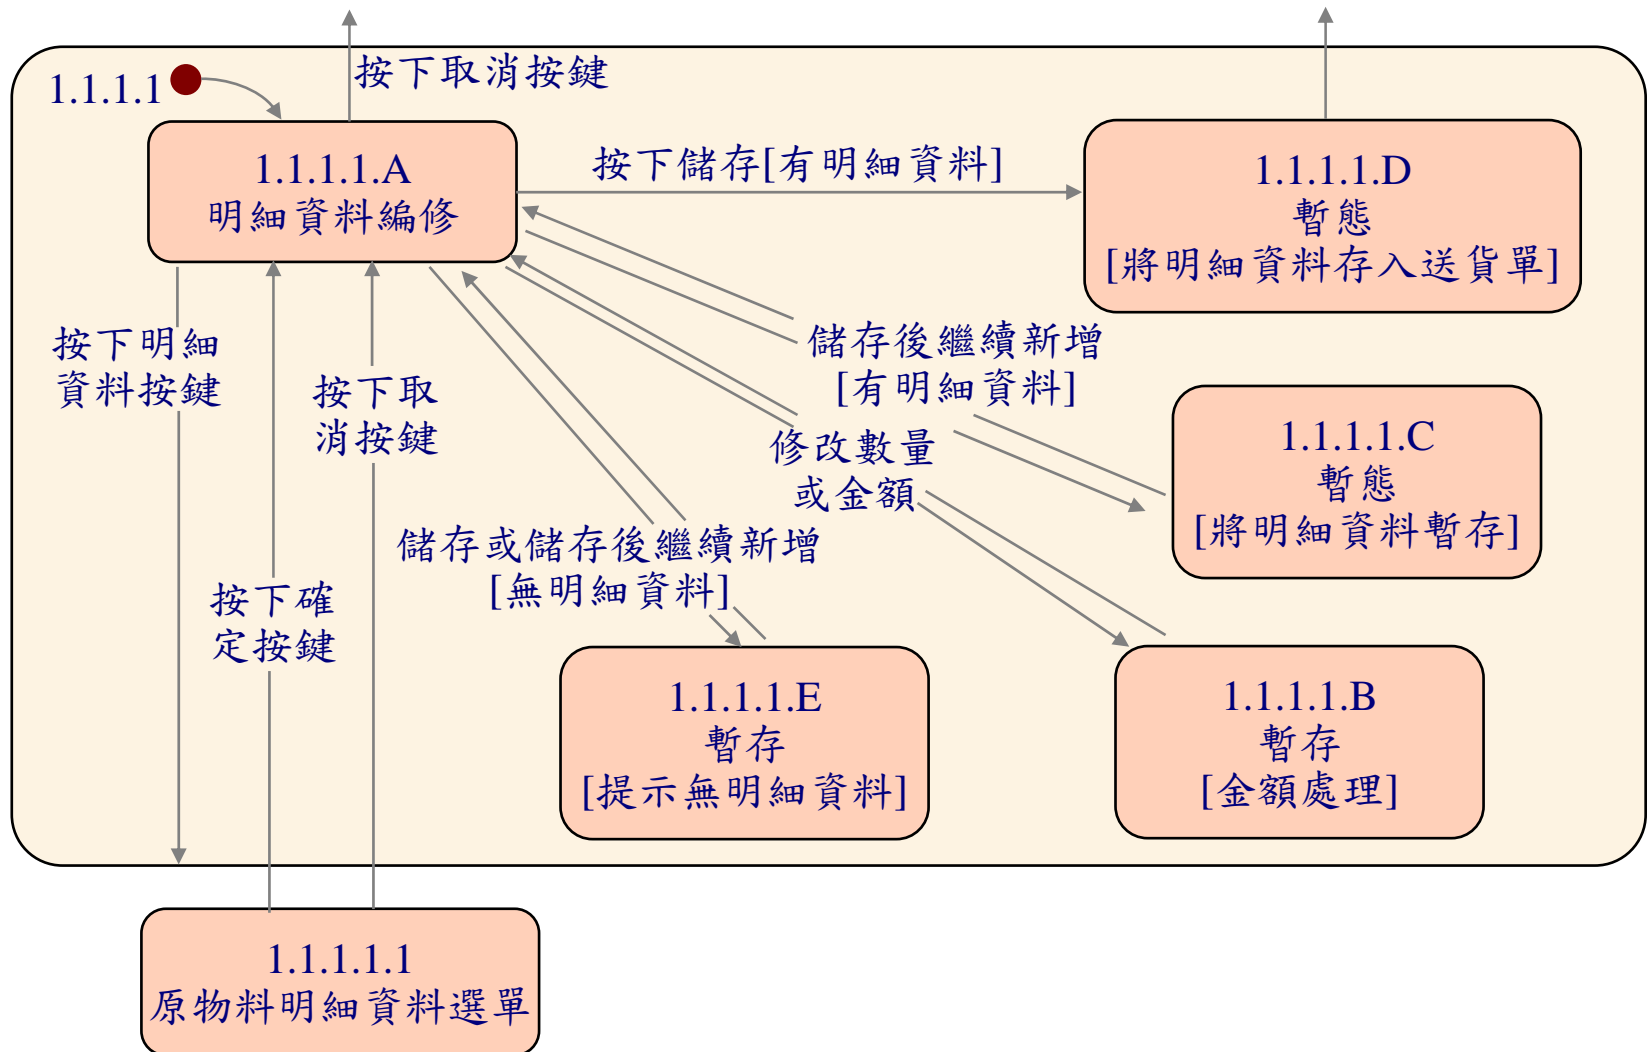 按下取消按鍵
1.1.1.1
1.1.1.1.A
明細資料編修
按下儲存[有明細資料]
1.1.1.1.D
暫態
[將明細資料存入送貨單]
按下明細
資料按鍵
按下取
消按鍵
儲存後繼續新增
[有明細資料]
修改數量
或金額
1.1.1.1.C
暫態
[將明細資料暫存]
儲存或儲存後繼續新增
[無明細資料]
按下確
定按鍵
1.1.1.1.E
暫存
[提示無明細資料]
1.1.1.1.B
暫存
[金額處理]
1.1.1.1.1
原物料明細資料選單